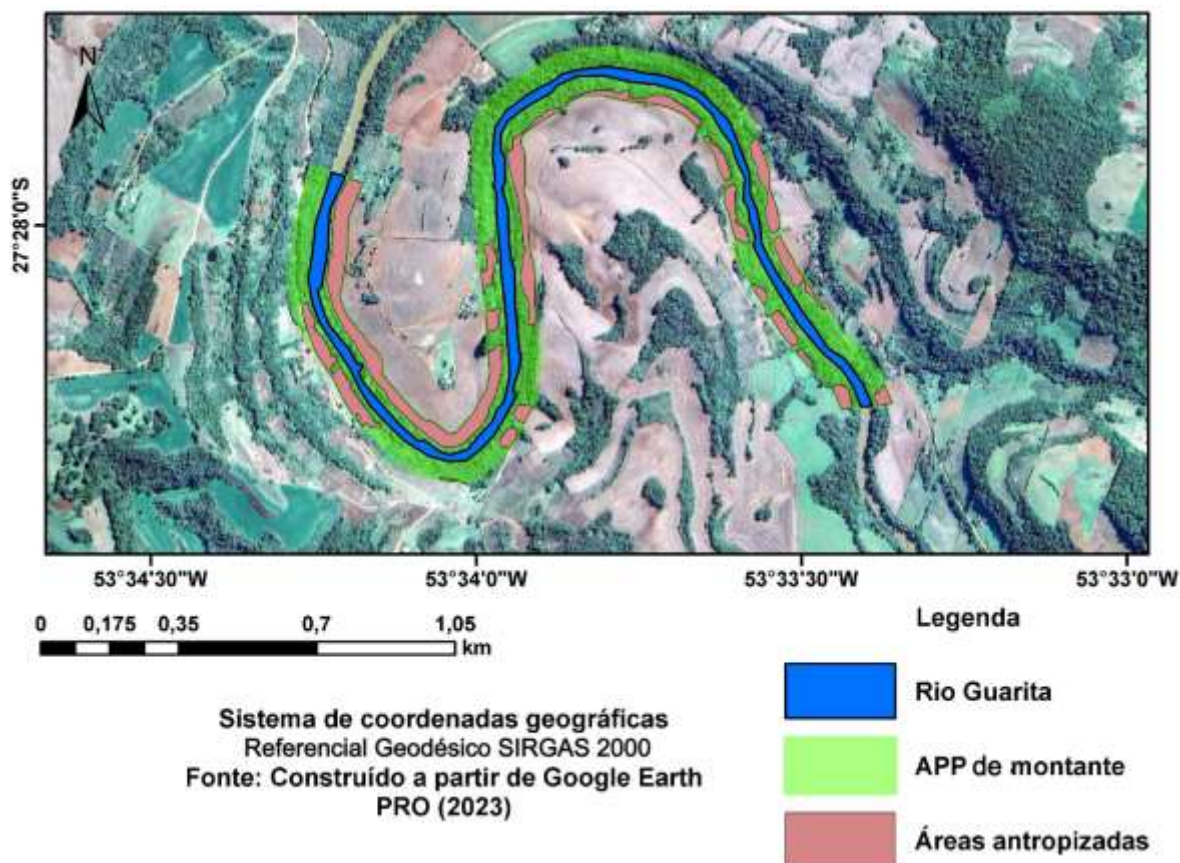 N
27°28'0"S
53°34'30"W
53°34'0"W
53°33'30"W
53°33'0"W
0 0,175 0,35 0,7 1,05
km
Sistema de coordenadas geográficas
Referencial Geodésico SIRGAS 2000
Fonte: Construído a partir de Google Earth
PRO (2023)
Legenda
Rio Guarita
APP de montante
Áreas antropizadas